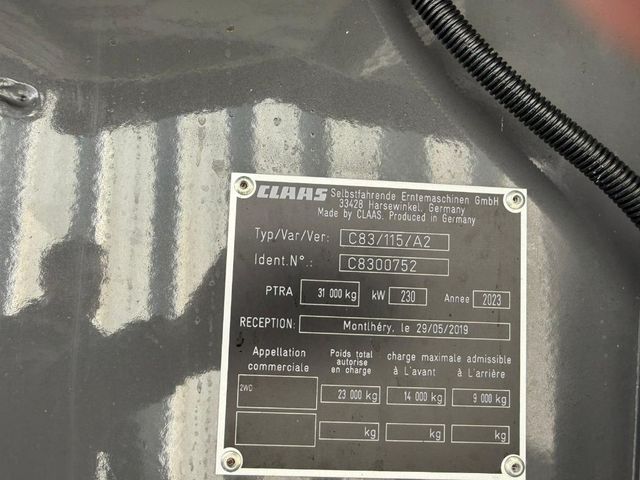 CLAAS Selbstfahrende Erntemaschinen GmbH
33428 Harsewinkel, Germany
Made by CLAAS. Produced in Germany
Typ/Var/Ver: C83/115/A2
Ident.N°.: C8300752
PTRA 31 000 kg kW 230 Année 2023
RECEPTION: Montlhéry, le 29/05/2019
Appellation commerciale Poids total autorise en charge charge maximale admissible à L'avant à L'arrière
2WD 23 000 kg 14 000 kg 9 000 kg
kg kg kg